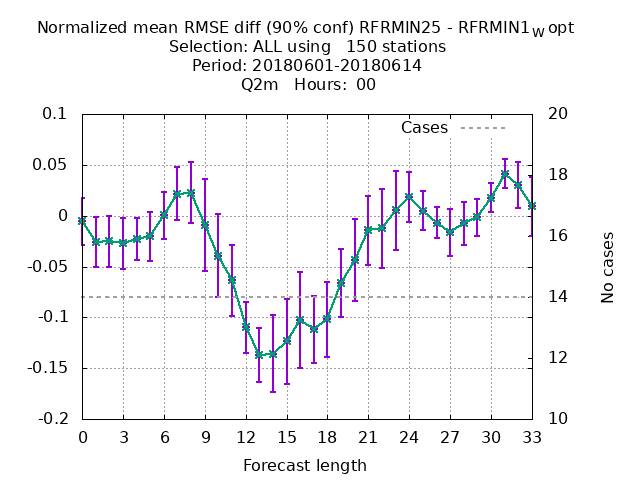 Normalized mean RMSE diff (90% conf) RFRMIN25 - RFRMIN1W opt
Selection: ALL using 150 stations
Period: 20180601-20180614
Q2m Hours: 00
Cases
0.1
0.05
0
-0.05
-0.1
-0.15
-0.2
20
18
16
14
12
10
No cases
0 3 6 9 12 15 18 21 24 27 30 33
Forecast length